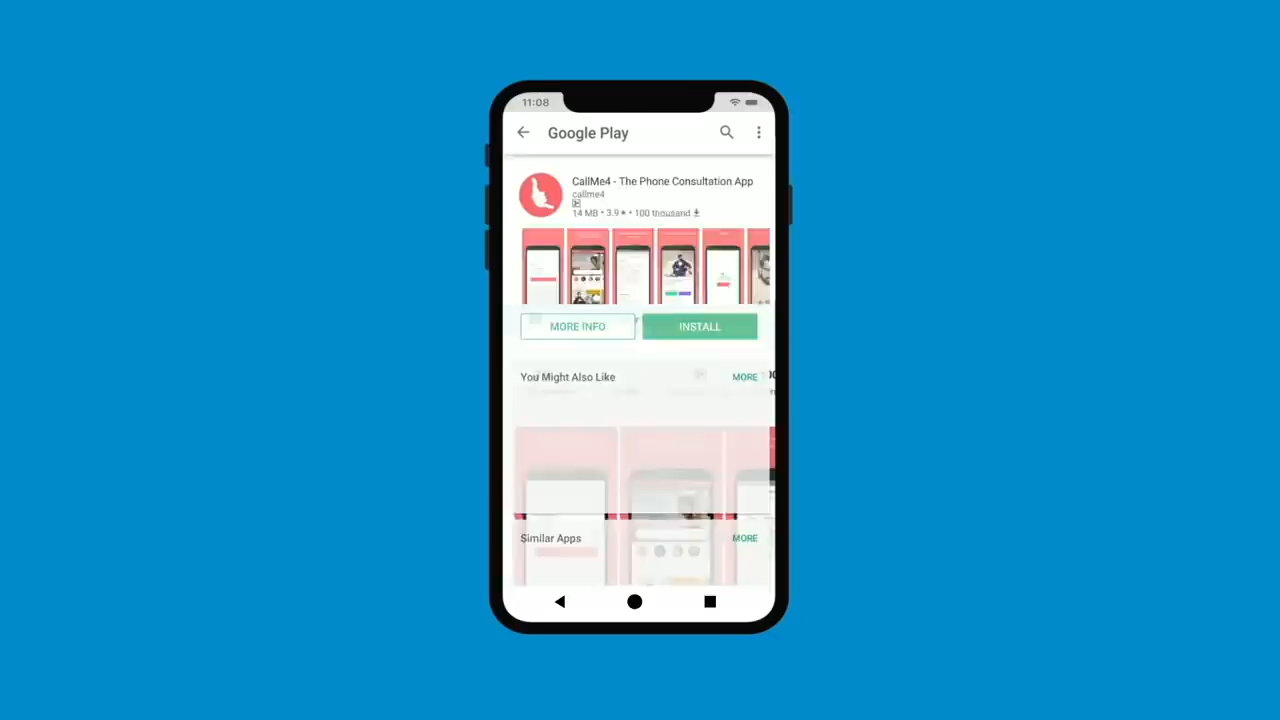 11:08
Google Play
CallMe4 - The Phone Consultation App
callme4
14 MB • 3.9 ★ • 100 thousand
MORE INFO
INSTALL
You Might Also Like
MORE
Similar Apps
MORE